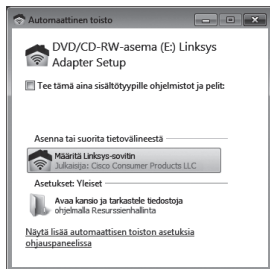 Automaattinen toisto
DVD/CD-RW-asema (E:) Linksys
Adapter Setup
Tee tämä aina sisältötyypille ohjelmistot ja pelit:
Asenna tai suorita tietovälineestä
Määritä Linksys-sovitin
Julkaisija: Cisco Consumer Products LLC
Asetukset: Yleiset
Avaa kansio ja tarkastele tiedostoja
ohjelmalla Resurssienhallinta
Näytä lisää automaattisen toiston asetuksia
ohjauspaneelissa